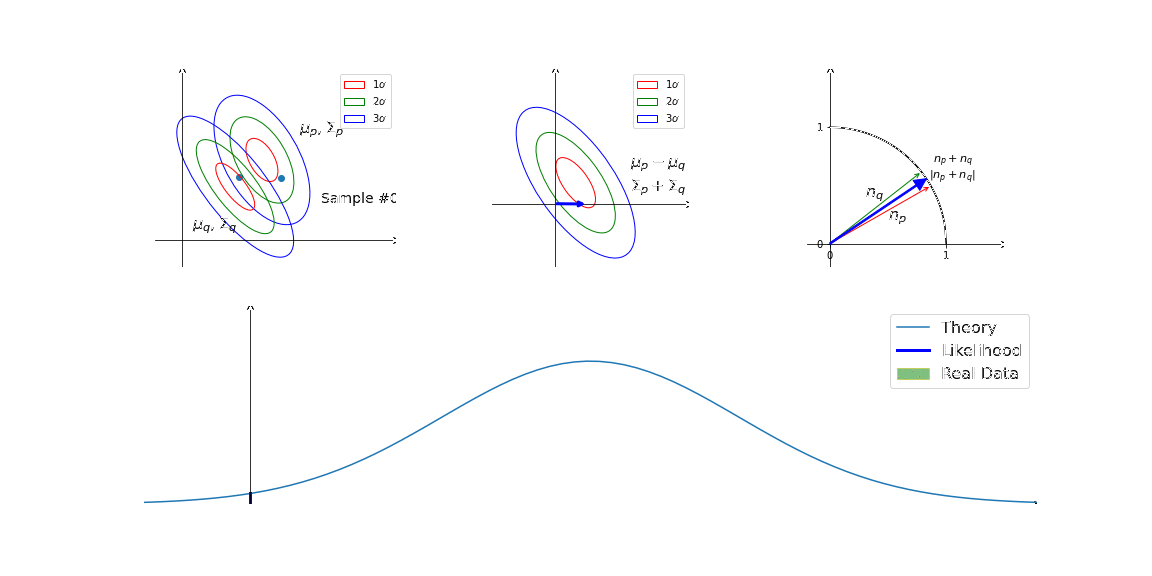 1σ
2σ
3σ
μ_p, Σ_p
Sample #0
μ_q, Σ_q
1σ
2σ
3σ
μ_p − μ_q
Σ_p + Σ_q
1
n_p + n_q
|n_p + n_q|
n_q
n_p
0
0
1
Theory
Likelihood
Real Data